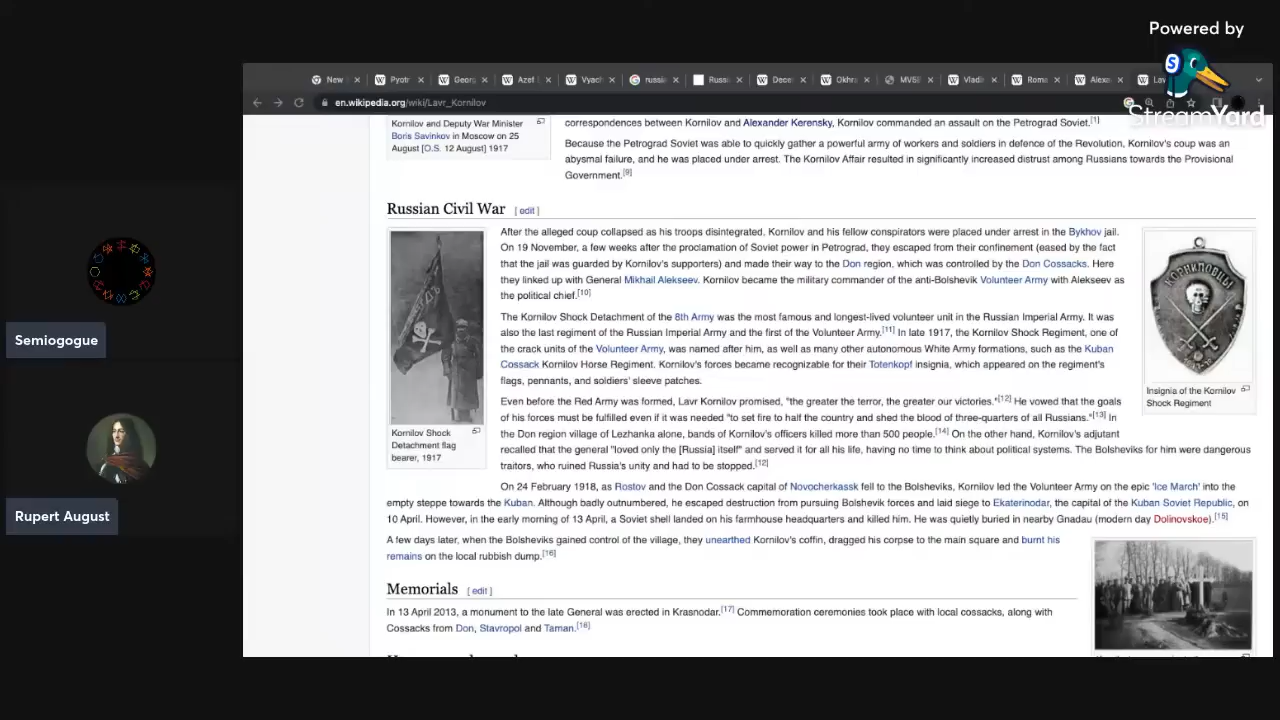 Powered by
StreamYard
New
Pyotr
Georg
Azef
Vyach
russia
Russi
Dece
Okhra
MV5E
Vladi
Roma
Alexa
Lav
en.wikipedia.org/wiki/Lavr_Kornilov
Kornilov and Deputy War Minister
Boris Savinkov in Moscow on 25
August [O.S. 12 August] 1917
correspondences between Kornilov and Alexander Kerensky, Kornilov commanded an assault on the Petrograd Soviet.[1]
Because the Petrograd Soviet was able to quickly gather a powerful army of workers and soldiers in defence of the Revolution, Kornilov's coup was an
abysmal failure, and he was placed under arrest. The Kornilov Affair resulted in significantly increased distrust among Russians towards the Provisional
Government.[9]
Russian Civil War [ edit ]
After the alleged coup collapsed as his troops disintegrated, Kornilov and his fellow conspirators were placed under arrest in the Bykhov jail.
On 19 November, a few weeks after the proclamation of Soviet power in Petrograd, they escaped from their confinement (eased by the fact
that the jail was guarded by Kornilov's supporters) and made their way to the Don region, which was controlled by the Don Cossacks. Here
they linked up with General Mikhail Alekseev. Kornilov became the military commander of the anti-Bolshevik Volunteer Army with Alekseev as
the political chief.[10]
The Kornilov Shock Detachment of the 8th Army was the most famous and longest-lived volunteer unit in the Russian Imperial Army. It was
also the last regiment of the Russian Imperial Army and the first of the Volunteer Army.[11] In late 1917, the Kornilov Shock Regiment, one of
the crack units of the Volunteer Army, was named after him, as well as many other autonomous White Army formations, such as the Kuban
Cossack Kornilov Horse Regiment. Kornilov's forces became recognizable for their Totenkopf insignia, which appeared on the regiment's
flags, pennants, and soldiers' sleeve patches.
Even before the Red Army was formed, Lavr Kornilov promised, "the greater the terror, the greater our victories."[12] He vowed that the goals
of his forces must be fulfilled even if it was needed "to set fire to half the country and shed the blood of three-quarters of all Russians."[13] In
the Don region village of Lezhanka alone, bands of Kornilov's officers killed more than 500 people.[14] On the other hand, Kornilov's adjutant
recalled that the general "loved only the [Russia] itself" and served it for all his life, having no time to think about political systems. The Bolsheviks for him were dangerous
traitors, who ruined Russia's unity and had to be stopped.[12]
On 24 February 1918, as Rostov and the Don Cossack capital of Novocherkassk fell to the Bolsheviks, Kornilov led the Volunteer Army on the epic 'Ice March' into the
empty steppe towards the Kuban. Although badly outnumbered, he escaped destruction from pursuing Bolshevik forces and laid siege to Ekaterinodar, the capital of the Kuban Soviet Republic, on
10 April. However, in the early morning of 13 April, a Soviet shell landed on his farmhouse headquarters and killed him. He was quietly buried in nearby Gnadau (modern day Dolinovskoe).[15]
A few days later, when the Bolsheviks gained control of the village, they unearthed Kornilov's coffin, dragged his corpse to the main square and burnt his
remains on the local rubbish dump.[16]
Kornilov Shock
Detachment flag
bearer, 1917
КОРНИЛОВЦЫ
Insignia of the Kornilov
Shock Regiment
Memorials [ edit ]
In 13 April 2013, a monument to the late General was erected in Krasnodar.[17] Commemoration ceremonies took place with local cossacks, along with
Cossacks from Don, Stavropol and Taman.[18]
Semiogogue
Rupert August